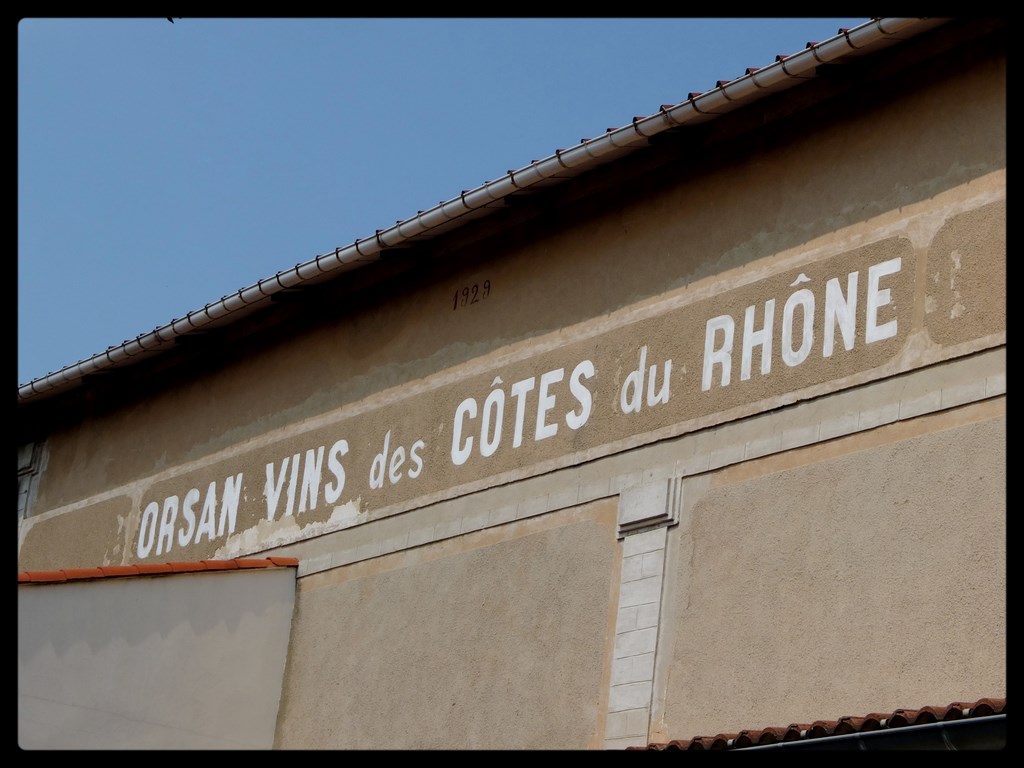 1929
ORSAN VINS des CÔTES du RHÔNE